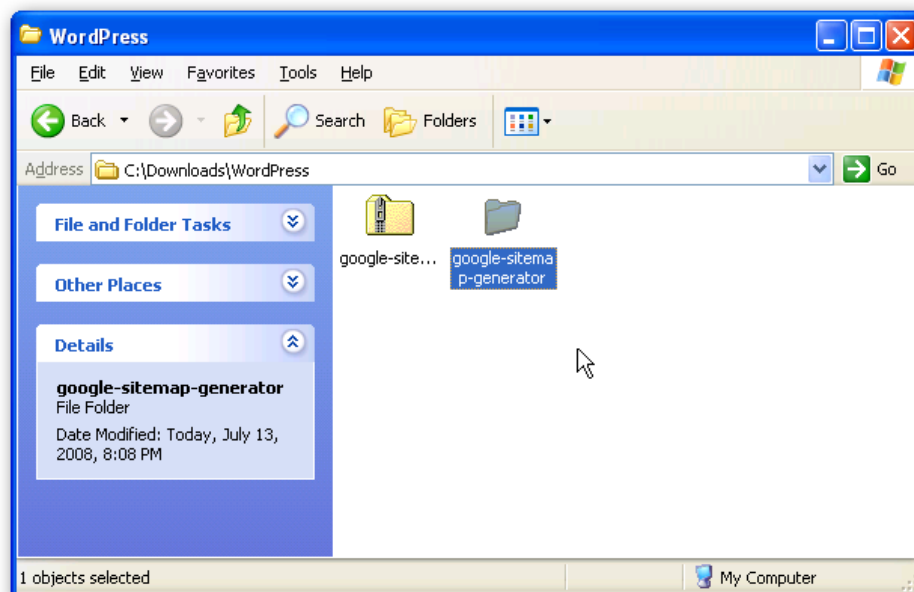 WordPress
File Edit View Favorites Tools Help
Back Search Folders
Address C:\Downloads\WordPress Go
File and Folder Tasks
Other Places
Details
google-sitemap-generator
File Folder
Date Modified: Today, July 13,
2008, 8:08 PM
google-site...
google-sitema
p-generator
1 objects selected My Computer